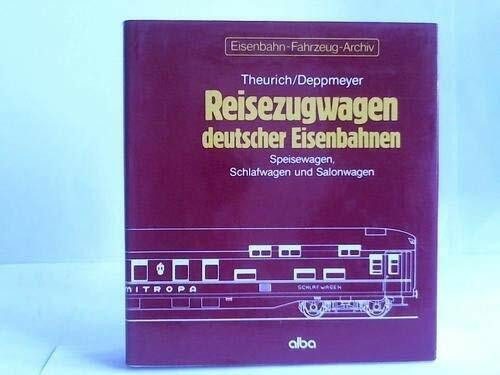 Eisenbahn-Fahrzeug-Archiv
Theurich/Deppmeyer
Reisezugwagen
deutscher Eisenbahnen
Speisewagen,
Schlafwagen und Salonwagen
MITROPA
SCHLAFWAGEN
alba